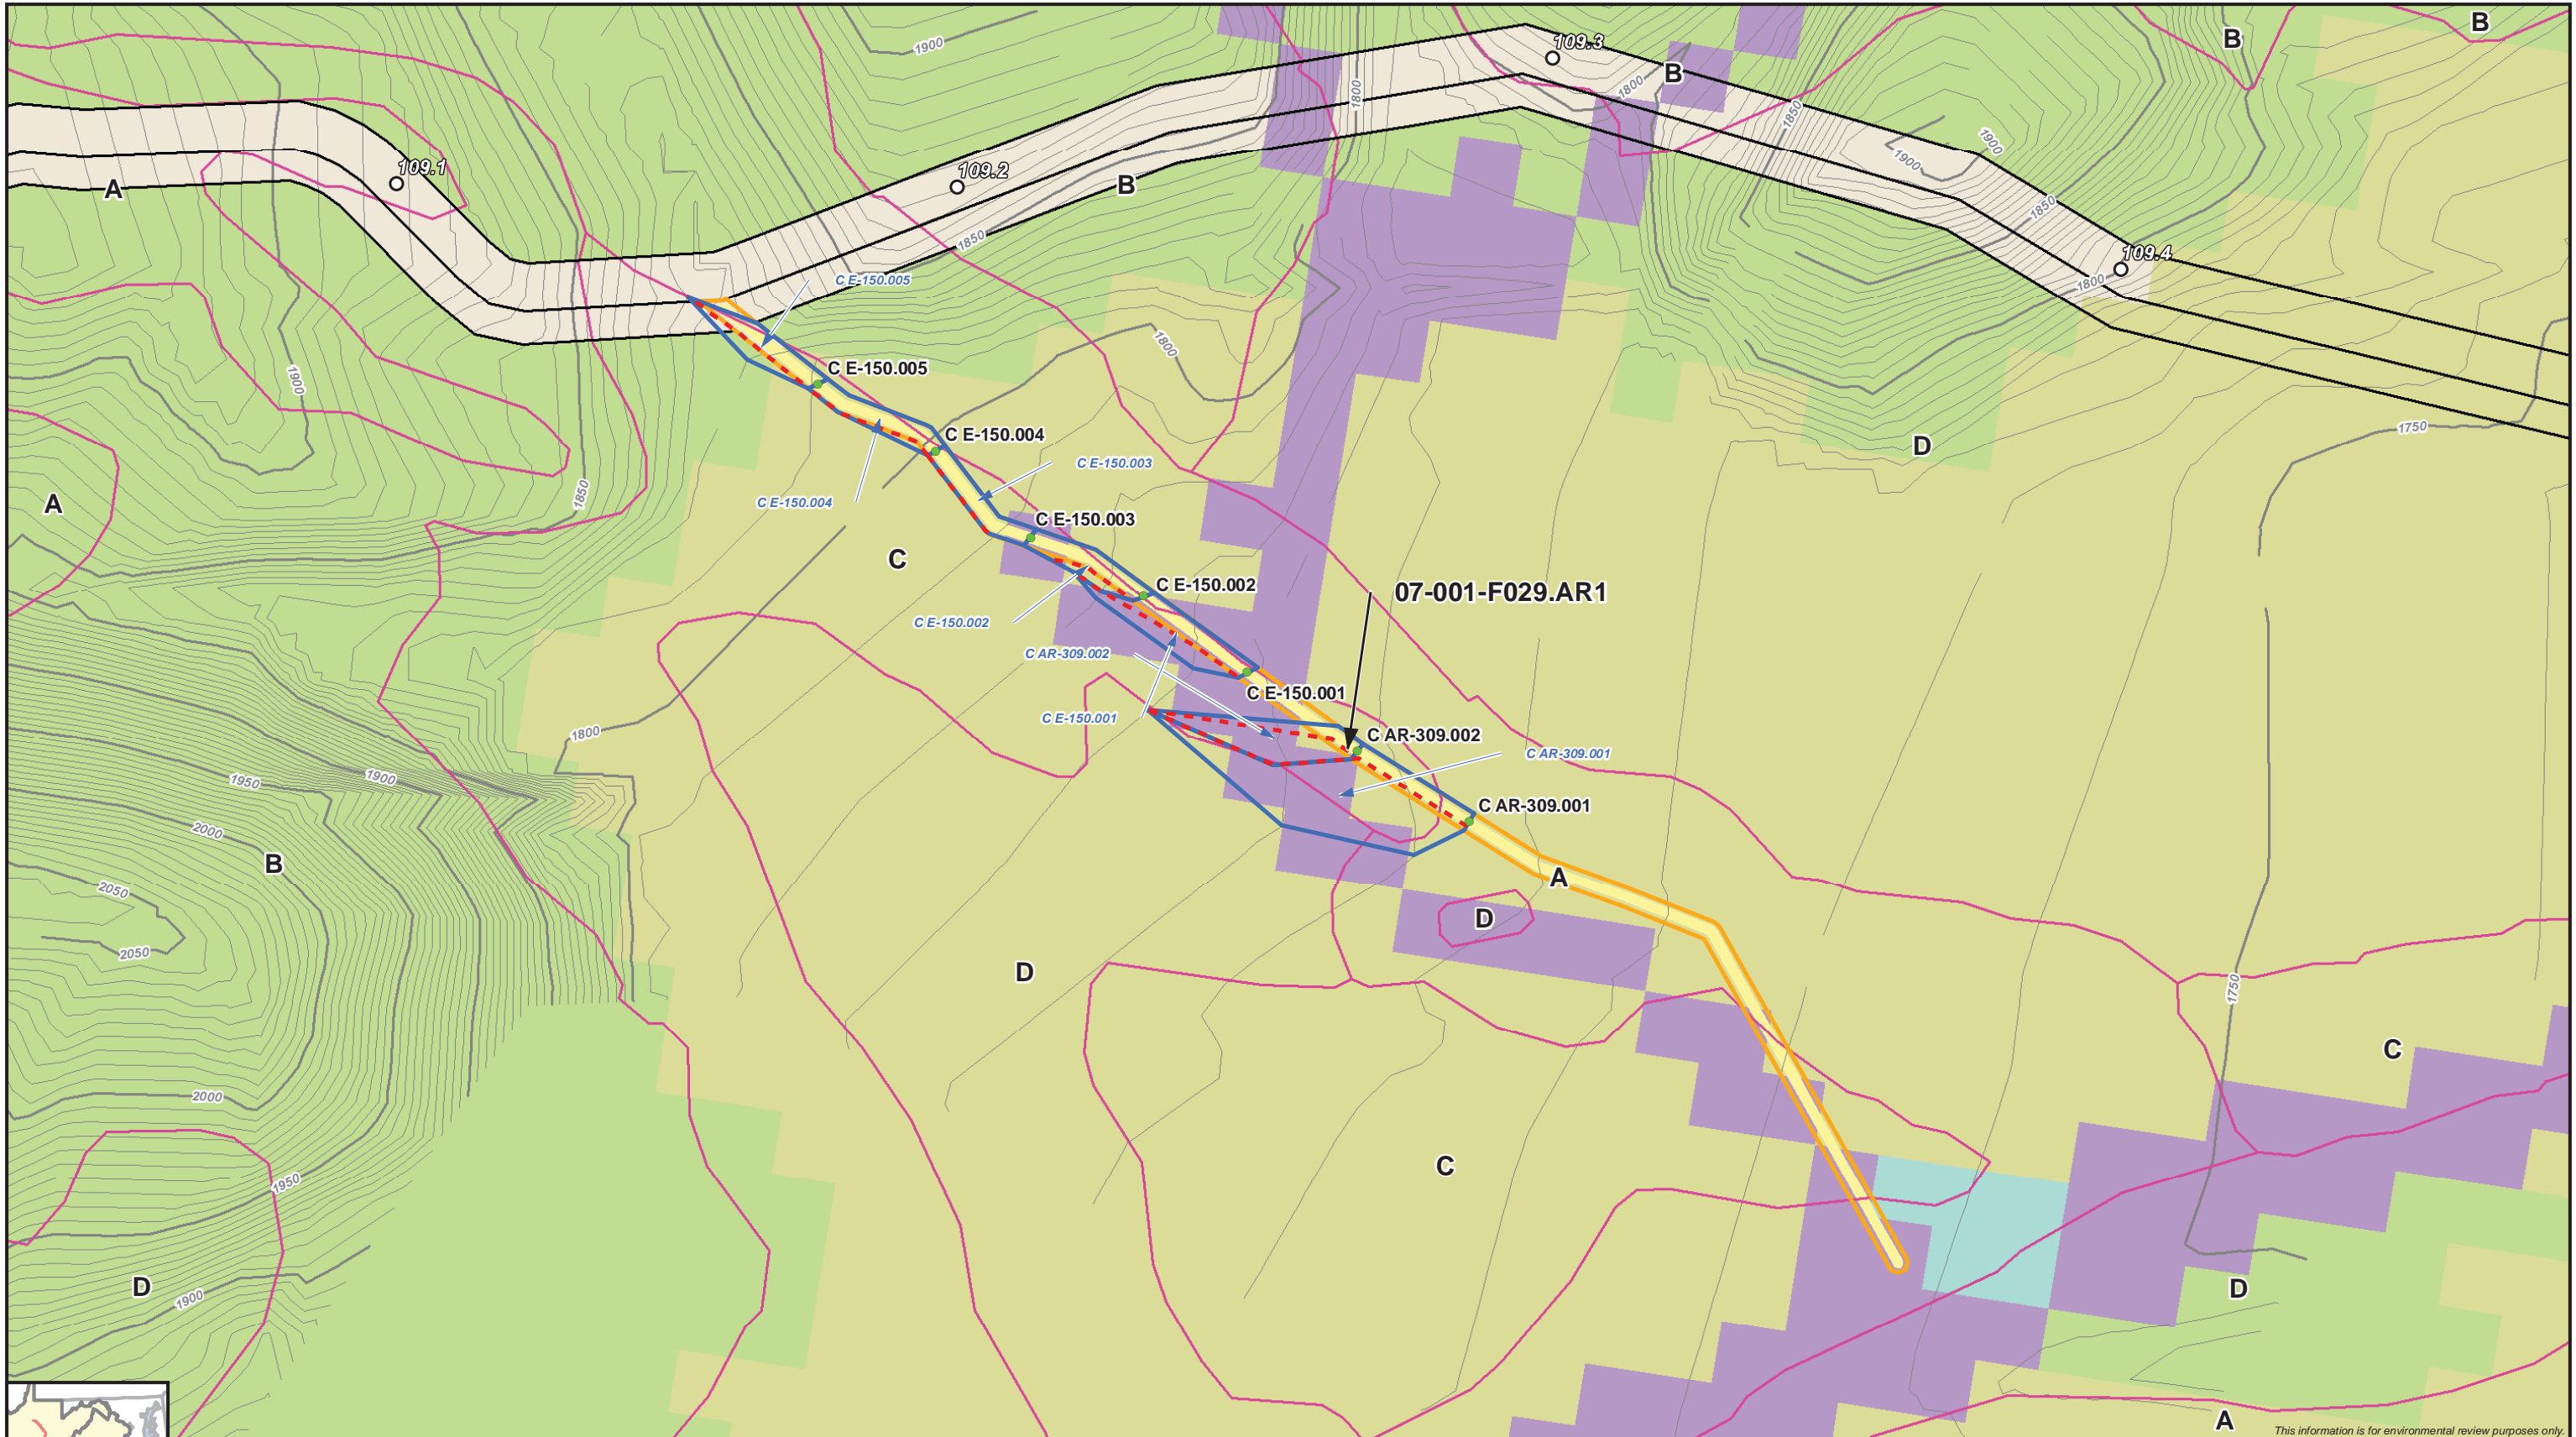 B
B
109.3
1900
B
1800
1800
1850
1900
1900
109.1
109.2
B
A
1850
1850
109.4
C E-150.005
1800
1800
C E-150.005
1900
1750
C E-150.004
D
C E-150.003
1850
C E-150.004
A
C E-150.003
C
C E-150.002
07-001-F029.AR1
C E-150.002
C AR-309.002
C E-150.001
C E-150.001
1800
C AR-309.002
C AR-309.001
1900
1950
C AR-309.001
2000
B
2050
A
D
2050
D
1750
C
2000
C
1950
D
D
1900
A
This information is for environmental review purposes only.